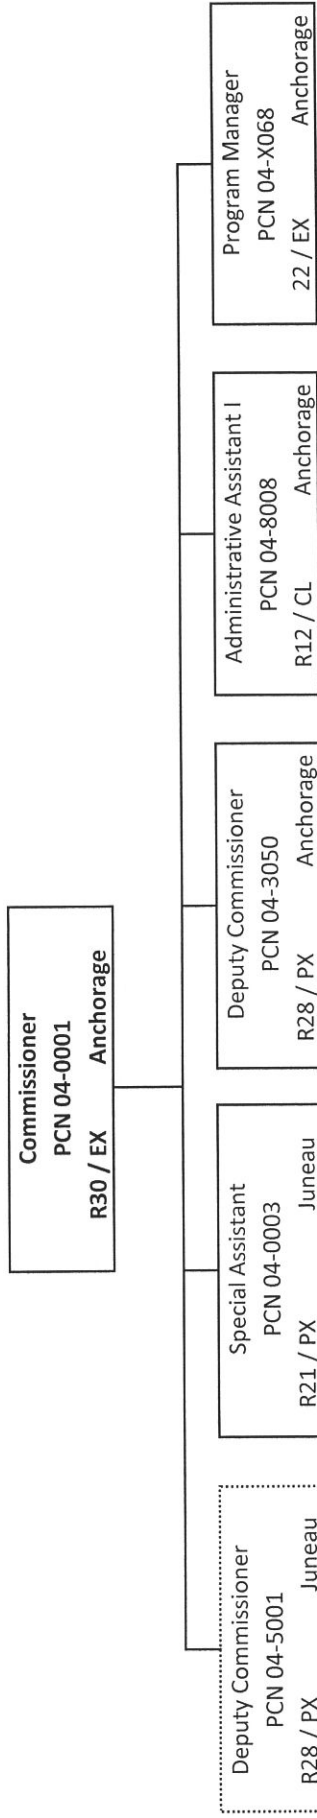 Commissioner
PCN 04-0001
R30 / EX Anchorage
Deputy Commissioner
PCN 04-5001
R28 / PX Juneau
Special Assistant
PCN 04-0003
R21 / PX Juneau
Deputy Commissioner
PCN 04-3050
R28 / PX Anchorage
Administrative Assistant I
PCN 04-8008
R12 / CL Anchorage
Program Manager
PCN 04-X068
22 / EX Anchorage